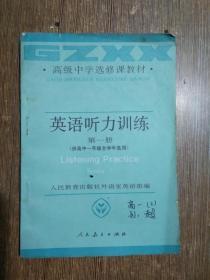 GZXX
·高级中学选修课教材·
英语听力训练
第一册
(供高中一年级全学年选用)
Listening Practice
人民教育出版社外语室英语组编
高一(2)
人民教育出版社